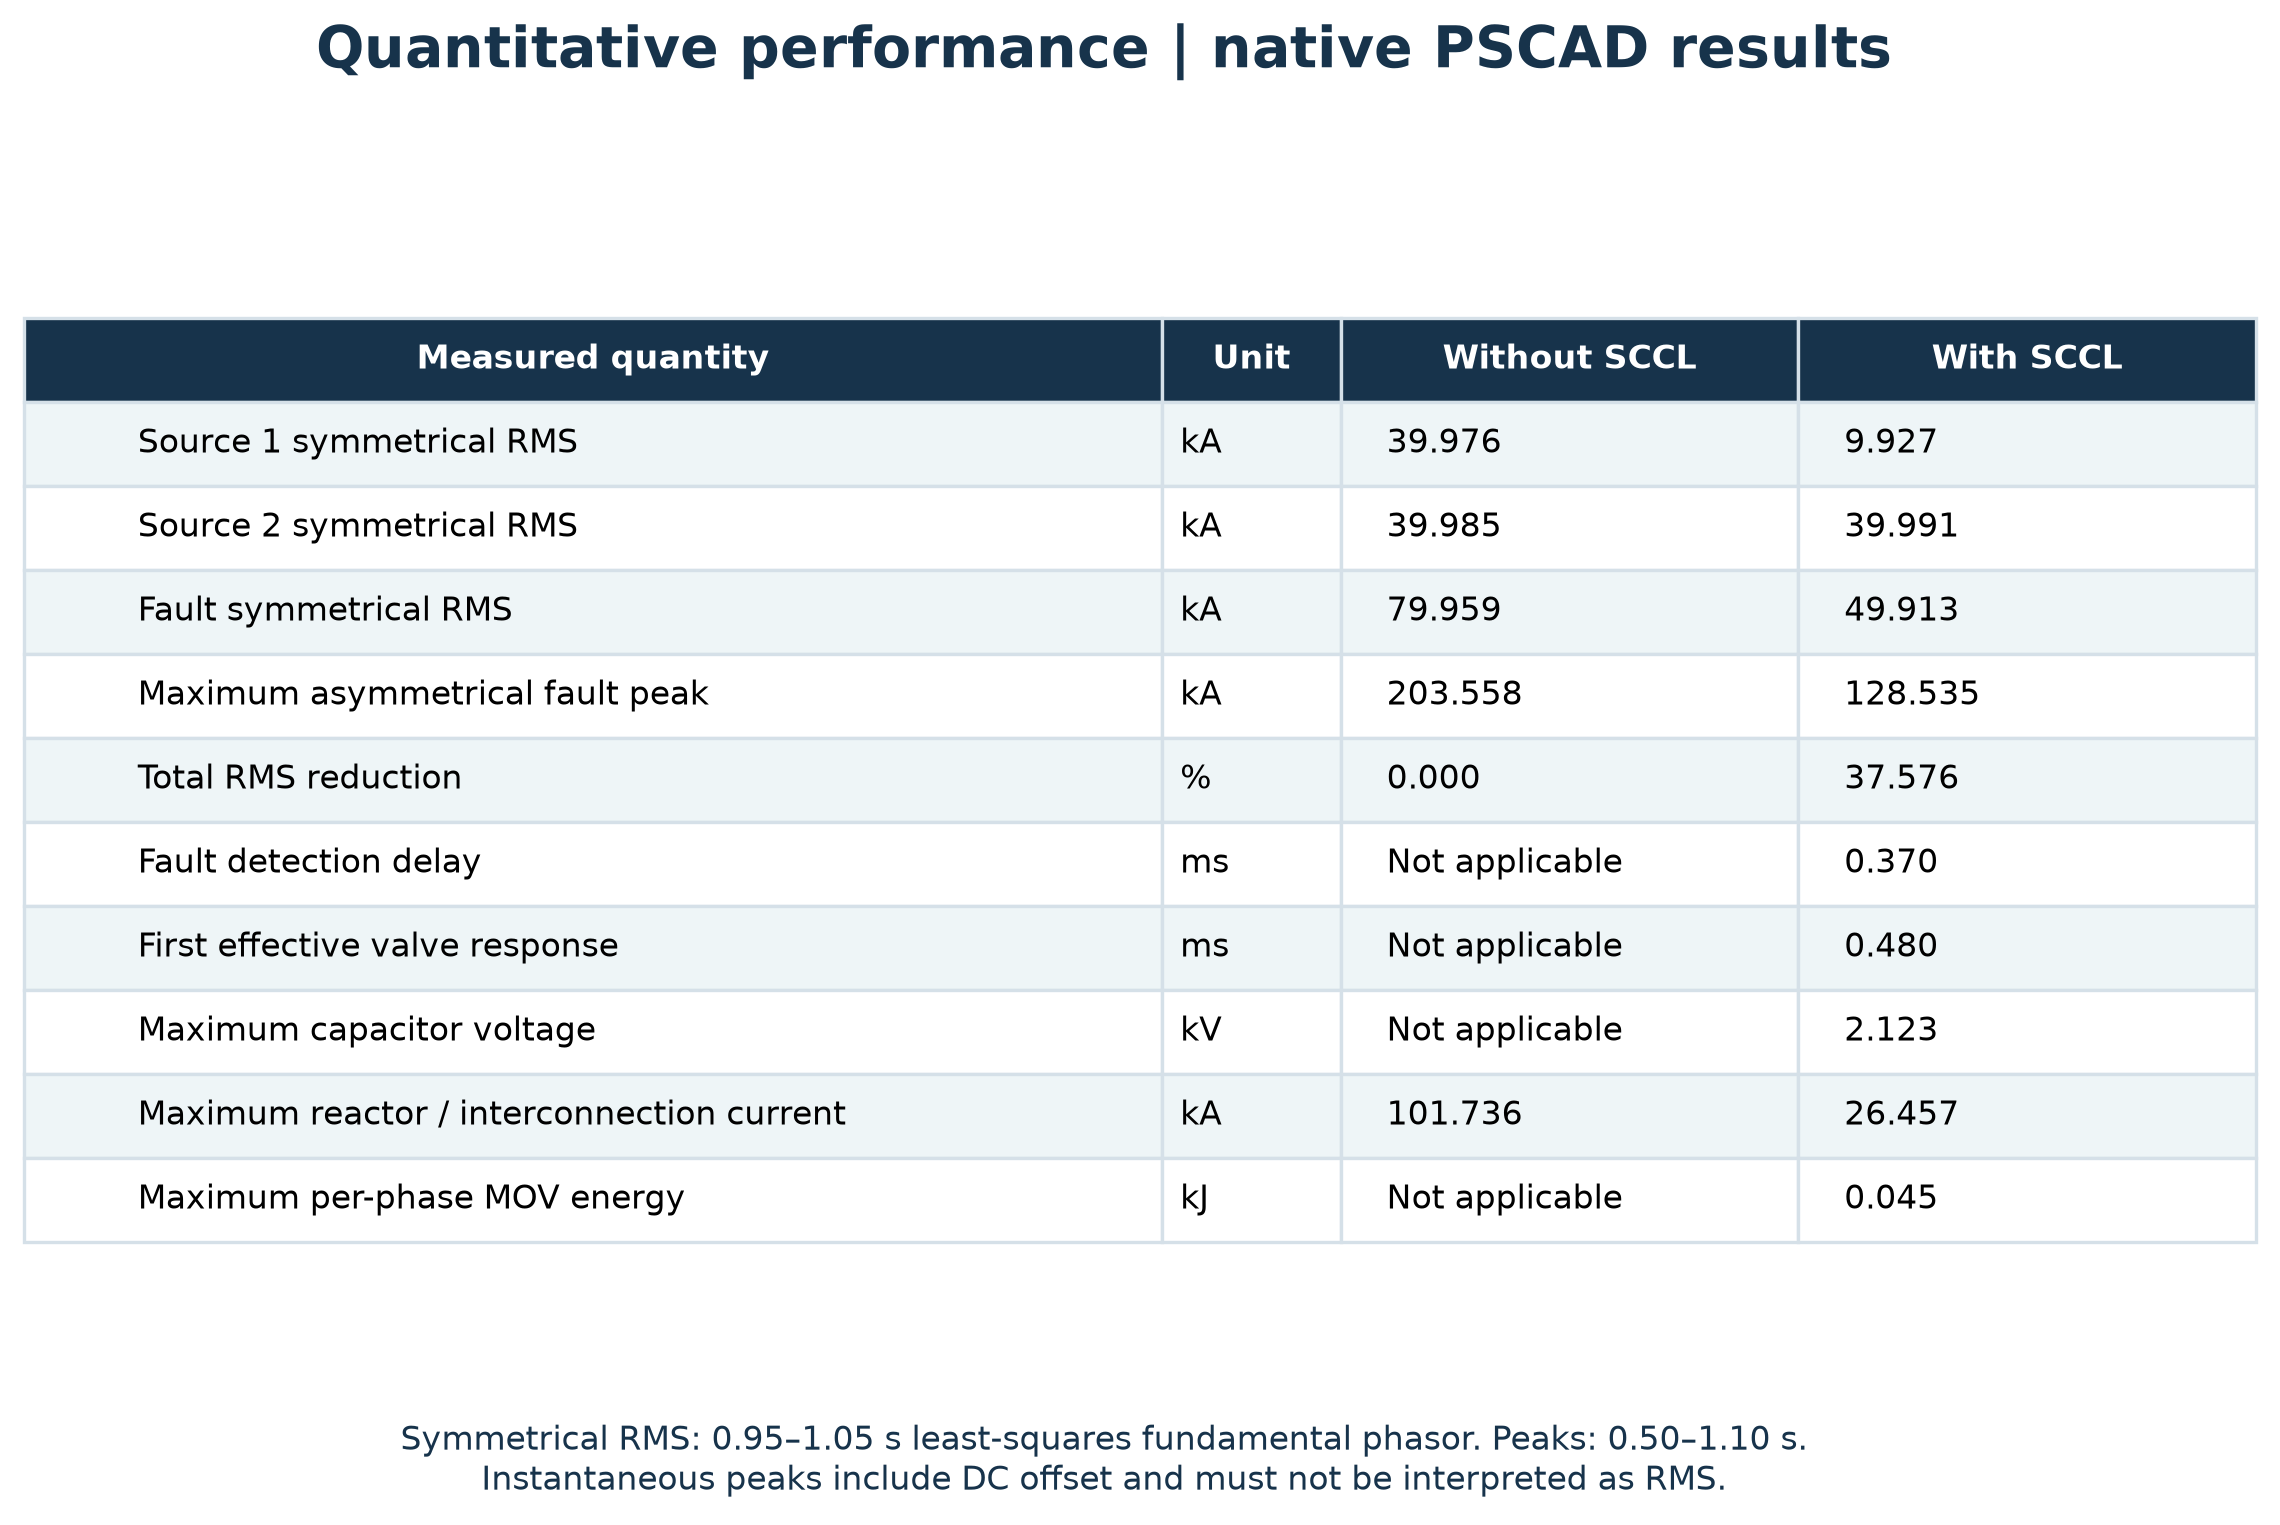 Quantitative performance | native PSCAD results
Measured quantity Unit Without SCCL With SCCL
Source 1 symmetrical RMS kA 39.976 9.927
Source 2 symmetrical RMS kA 39.985 39.991
Fault symmetrical RMS kA 79.959 49.913
Maximum asymmetrical fault peak kA 203.558 128.535
Total RMS reduction % 0.000 37.576
Fault detection delay ms Not applicable 0.370
First effective valve response ms Not applicable 0.480
Maximum capacitor voltage kV Not applicable 2.123
Maximum reactor / interconnection current kA 101.736 26.457
Maximum per-phase MOV energy kJ Not applicable 0.045
Symmetrical RMS: 0.95–1.05 s least-squares fundamental phasor. Peaks: 0.50–1.10 s.
Instantaneous peaks include DC offset and must not be interpreted as RMS.